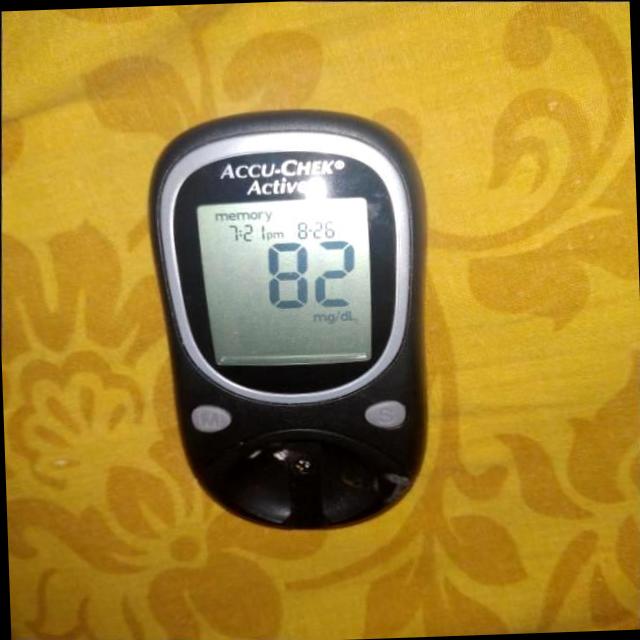 ACCU-CHEK®
Active
memory
7:21pm 8-26
82
mg/dL
M S